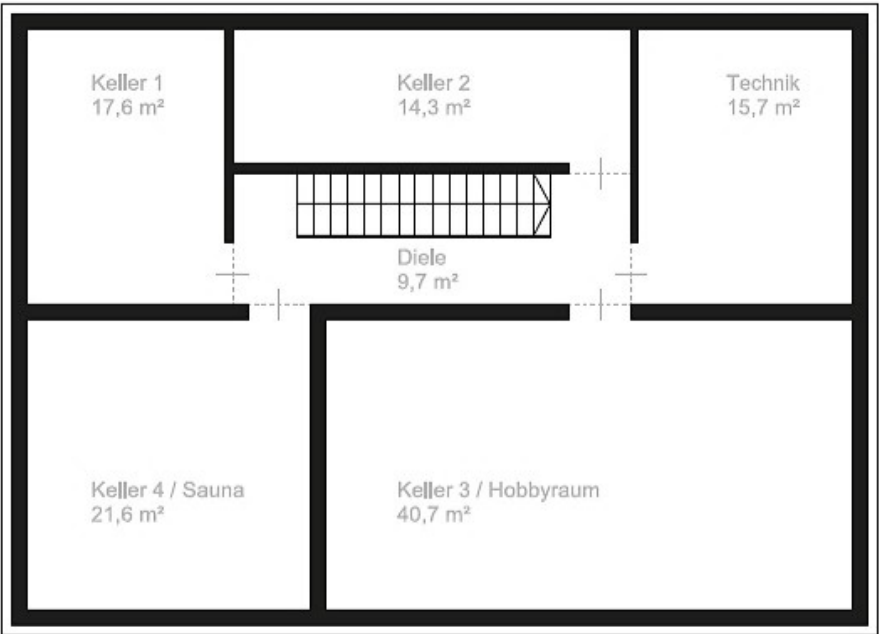 Keller 1
17,6 m²
Keller 2
14,3 m²
Technik
15,7 m²
Diele
9,7 m²
Keller 4 / Sauna
21,6 m²
Keller 3 / Hobbyraum
40,7 m²